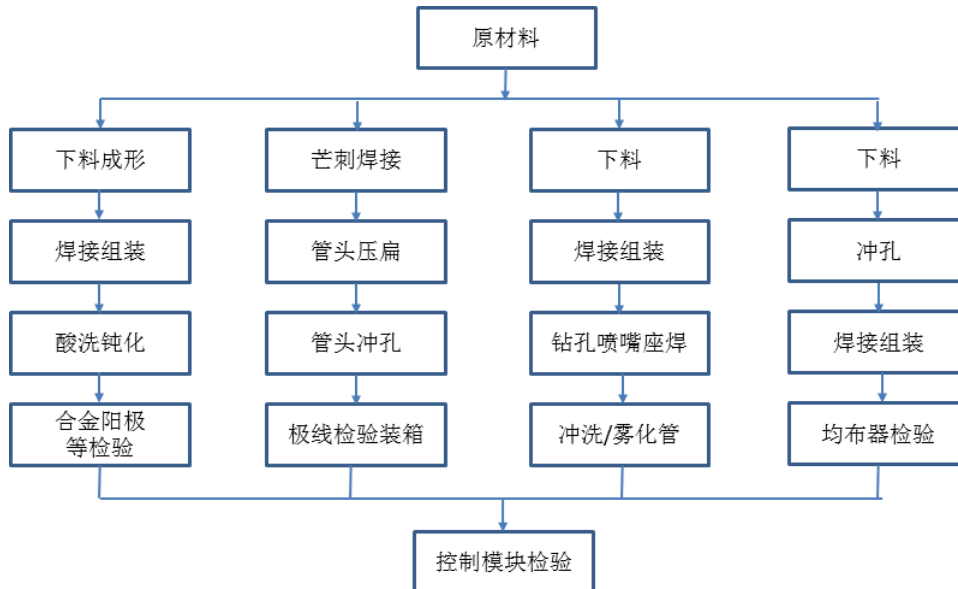 原材料
下料成形
芒刺焊接
下料
下料
焊接组装
管头压扁
焊接组装
冲孔
酸洗钝化
管头冲孔
钻孔喷嘴座焊
焊接组装
合金阳极
等检验
极线检验装箱
冲洗/雾化管
均布器检验
控制模块检验